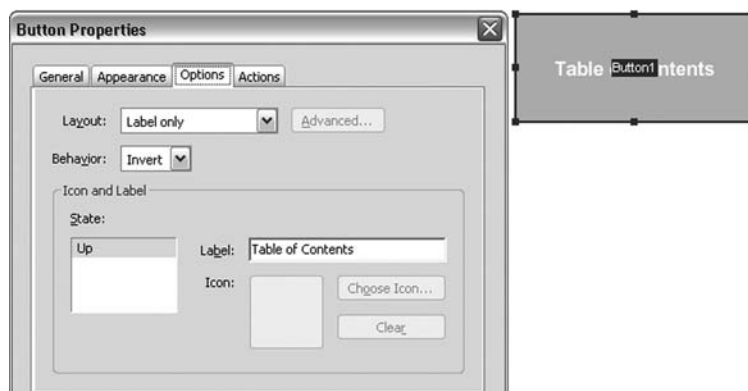 Button Properties
General Appearance Options Actions
Layout: Label only Advanced...
Behavior: Invert
Icon and Label
State:
Up
Label: Table of Contents
Icon:
Choose Icon...
Clear
Table Button1 ntents